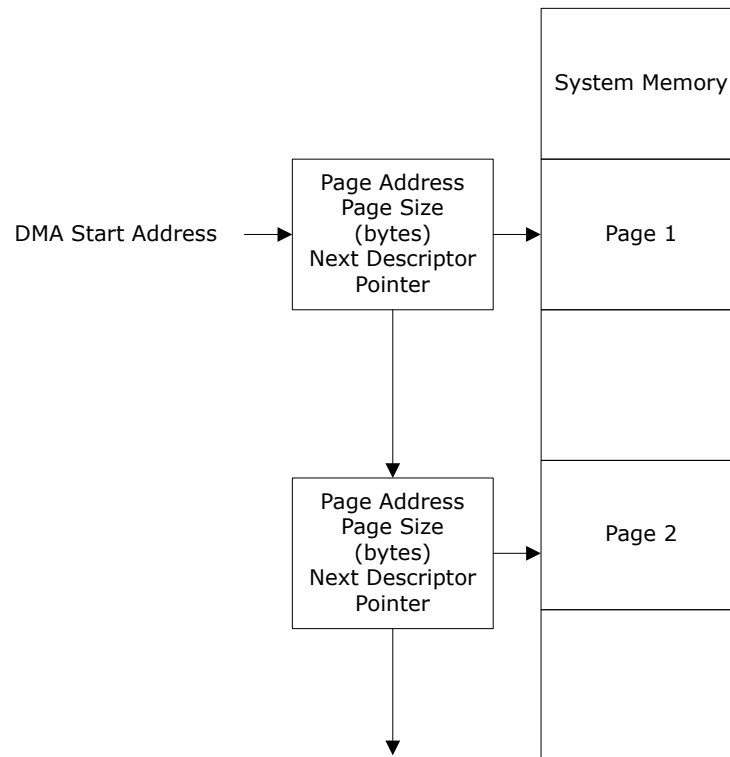 System Memory
Page Address
Page Size
(bytes)
Next Descriptor
Pointer
DMA Start Address
Page 1
Page Address
Page Size
(bytes)
Next Descriptor
Pointer
Page 2